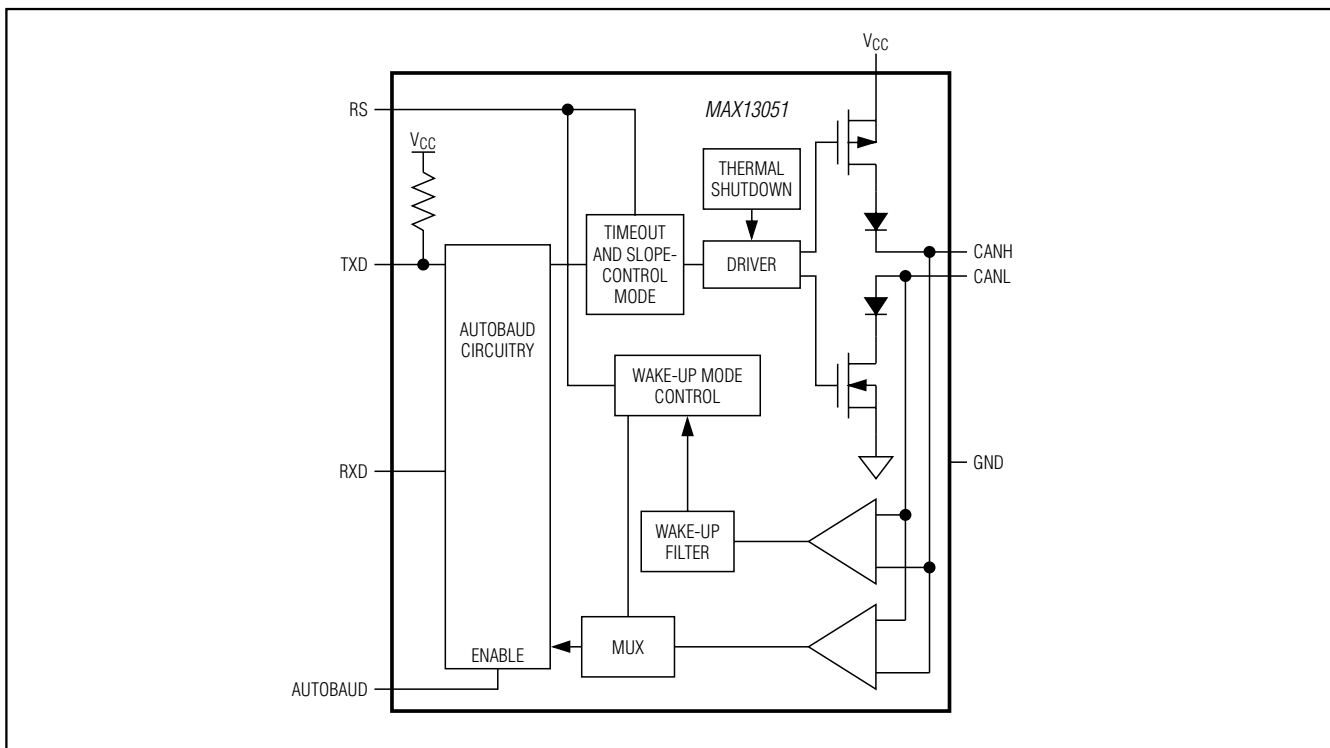 VCC
RS
MAX13051
VCC
THERMAL
SHUTDOWN
TIMEOUT
AND SLOPE-
CONTROL
MODE
DRIVER
CANH
TXD
CANL
AUTOBAUD
CIRCUITRY
WAKE-UP MODE
CONTROL
RXD
GND
WAKE-UP
FILTER
MUX
ENABLE
AUTOBAUD